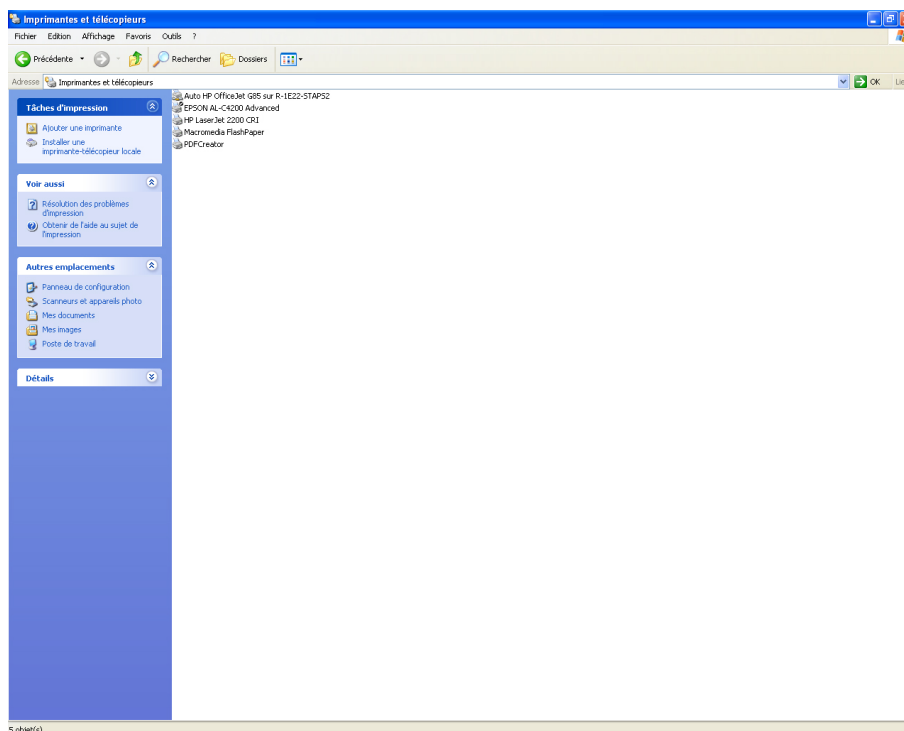 Imprimantes et télécopieurs
Fichier Edition Affichage Favoris Outils ?
Précédente Rechercher Dossiers
Adresse Imprimantes et télécopieurs OK
Tâches d'impression
Ajouter une imprimante
Installer une
imprimante-télécopieur locale
Voir aussi
Résolution des problèmes
d'impression
Obtenir de l'aide au sujet de
l'impression
Autres emplacements
Panneau de configuration
Scanneurs et appareils photo
Mes documents
Mes images
Poste de travail
Détails
Auto HP OfficeJet G85 sur R-1E22-STAPS2
EPSON AL-C4200 Advanced
HP LaserJet 2200 CRI
Macromedia FlashPaper
PDFCreator
5 objet(s)